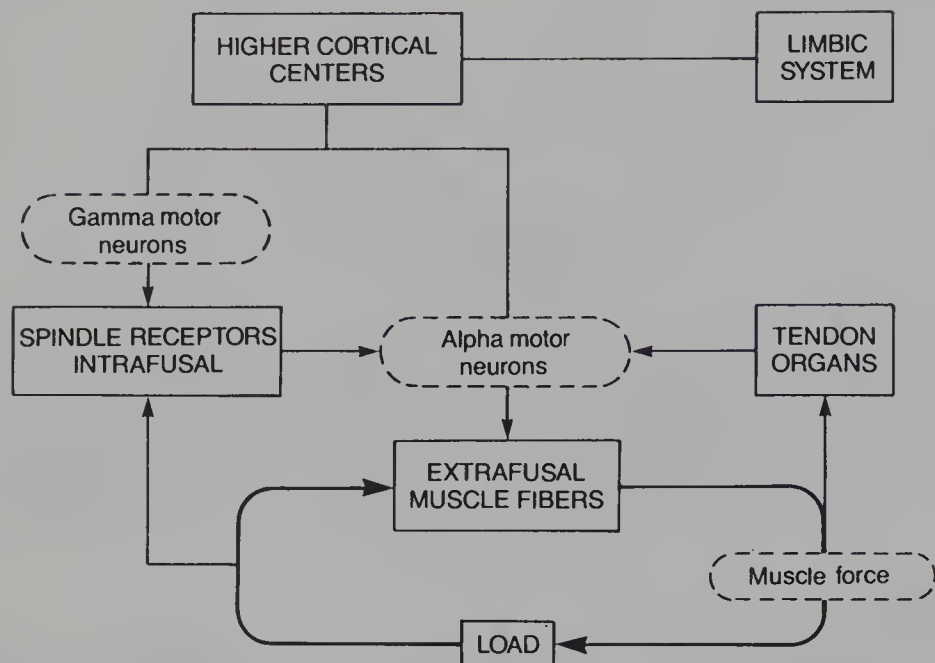 HIGHER CORTICAL
CENTERS
LIMBIC
SYSTEM
Gamma motor
neurons
SPINDLE RECEPTORS
INTRAFUSAL
Alpha motor
neurons
TENDON
ORGANS
EXTRAFUSAL
MUSCLE FIBERS
Muscle force
LOAD